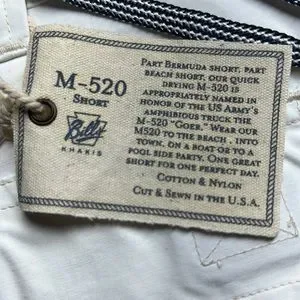 M-520
SHORT
Bills
KHAKIS
PART BERMUDA SHORT, PART
BEACH SHORT, OUR QUICK
DRYING M-520 IS
APPROPRIATELY NAMED IN
HONOR OF THE US ARMY'S
AMPHIBIOUS TRUCK THE
M-520 "GOER." WEAR OUR
M520 TO THE BEACH , INTO
TOWN, ON A BOAT OR TO A
POOL SIDE PARTY. ONE GREAT
SHORT FOR ONE PERFECT DAY.
COTTON & NYLON
CUT & SEWN IN THE U.S.A.